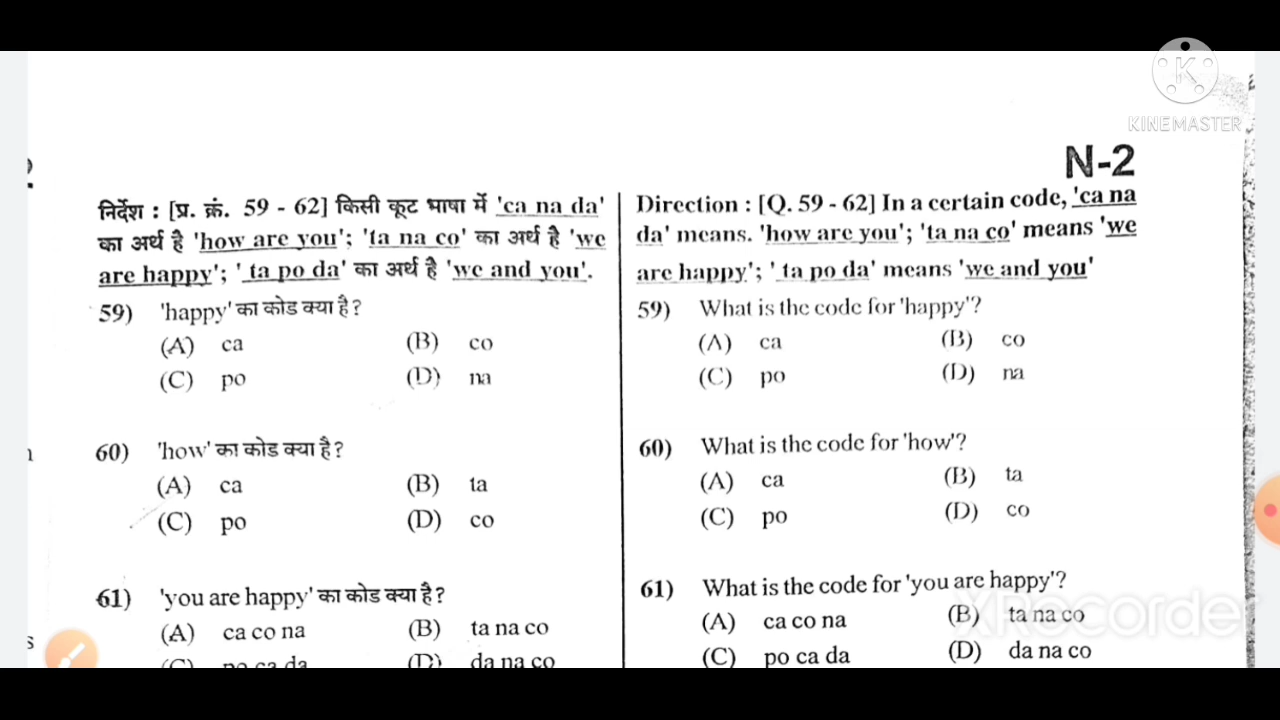 KINEMASTER
N-2
निर्देश : [प्र. क्रं. 59 - 62] किसी कूट भाषा में 'ca na da'
का अर्थ है 'how are you'; 'ta na co' का अर्थ है 'we
are happy'; ' ta po da' का अर्थ है 'we and you'.
59) 'happy' का कोड क्या है?
(A) ca (B) co
(C) po (D) na
60) 'how' का कोड क्या है?
(A) ca (B) ta
(C) po (D) co
61) 'you are happy' का कोड क्या है?
(A) ca co na (B) ta na co
(C) po ca da (D) da na co
Direction : [Q. 59 - 62] In a certain code, 'ca na
da' means. 'how are you'; 'ta na co' means 'we
are happy'; ' ta po da' means 'we and you'
59) What is the code for 'happy'?
(A) ca (B) co
(C) po (D) na
60) What is the code for 'how'?
(A) ca (B) ta
(C) po (D) co
61) What is the code for 'you are happy'?
(A) ca co na (B) ta na co
(C) po ca da (D) da na co
XRecorder